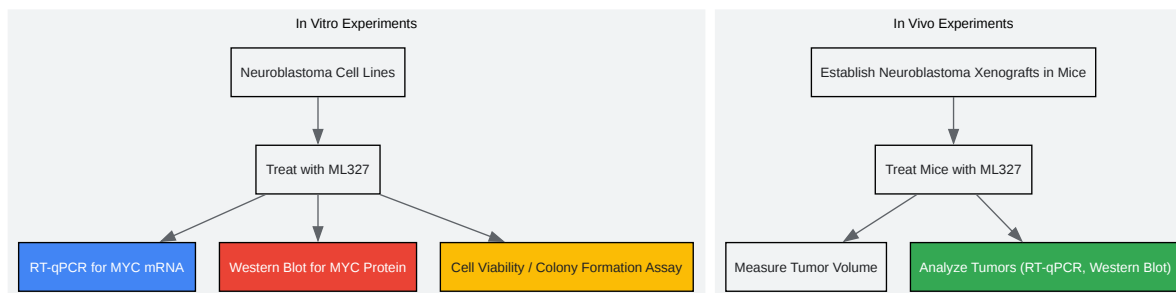 In Vitro Experiments
Neuroblastoma Cell Lines
Treat with ML327
RT-qPCR for MYC mRNA
Western Blot for MYC Protein
Cell Viability / Colony Formation Assay
In Vivo Experiments
Establish Neuroblastoma Xenografts in Mice
Treat Mice with ML327
Measure Tumor Volume
Analyze Tumors (RT-qPCR, Western Blot)